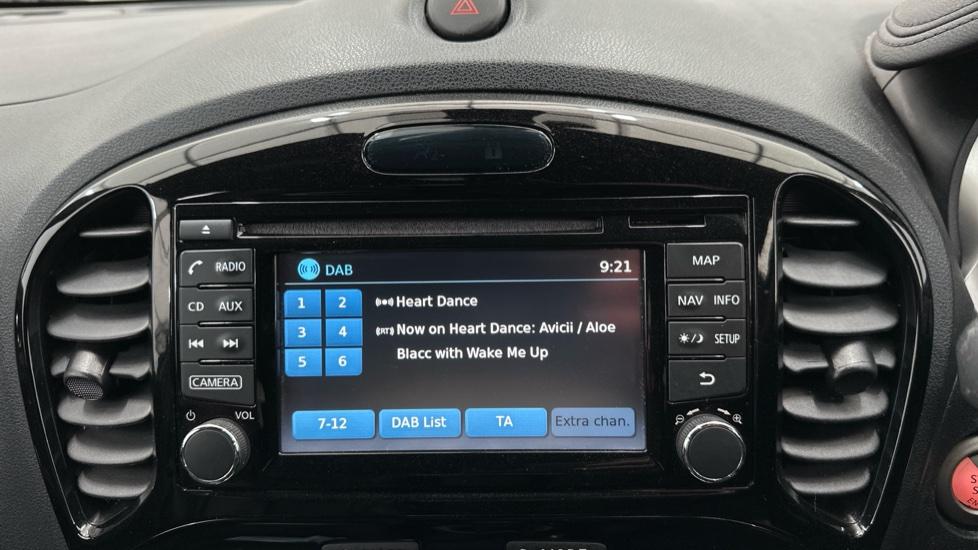 RADIO
CD AUX
CAMERA
VOL
DAB 9:21
1 2
3 4
5 6
Heart Dance
Now on Heart Dance: Avicii / Aloe
Blacc with Wake Me Up
7-12 DAB List TA Extra chan.
MAP
NAV INFO
SETUP